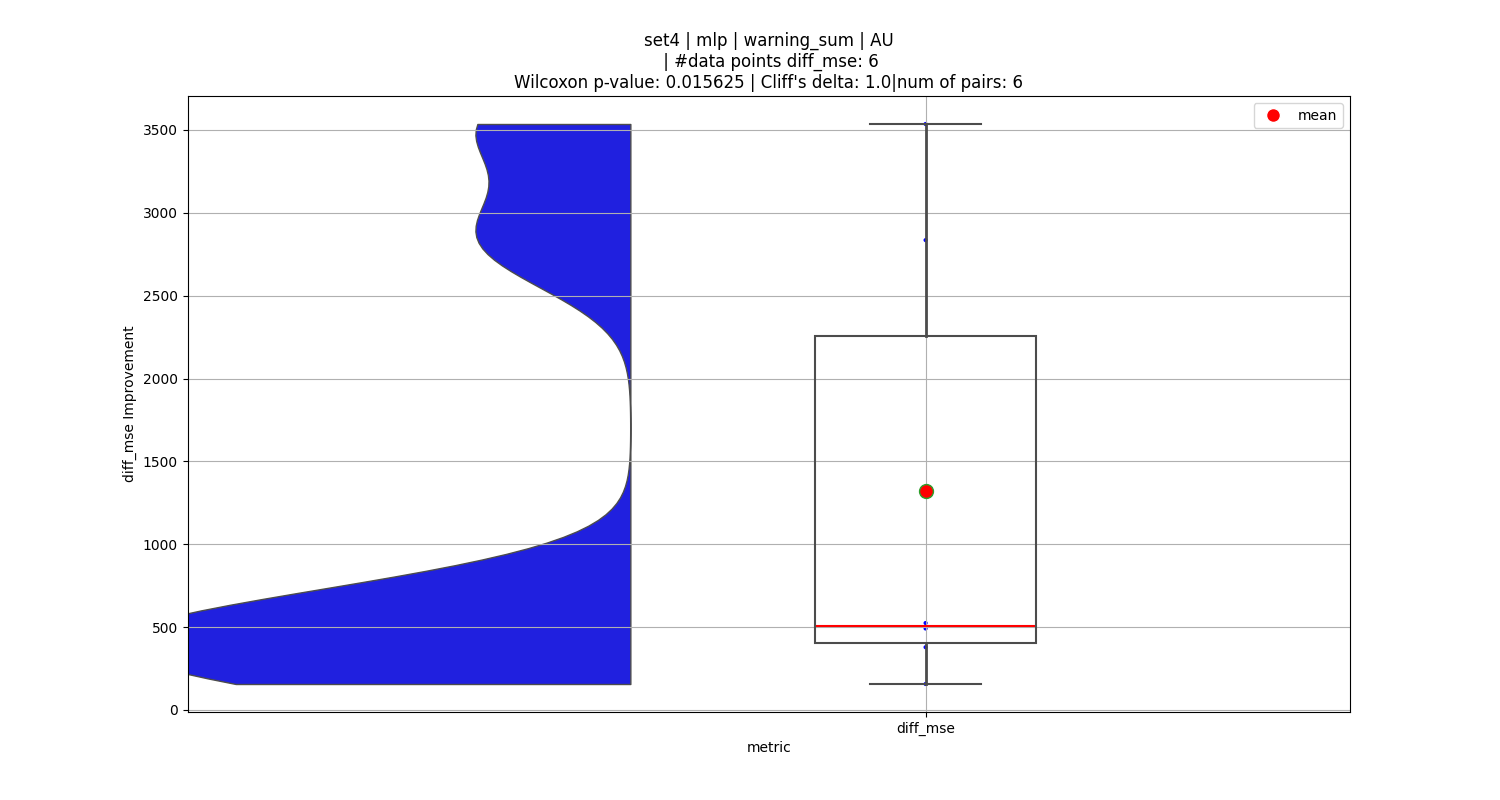 set4 | mlp | warning_sum | AU
| #data points diff_mse: 6
Wilcoxon p-value: 0.015625 | Cliff's delta: 1.0|num of pairs: 6
mean
3500
3000
2500
2000
1500
1000
500
0
diff_mse Improvement
diff_mse
metric